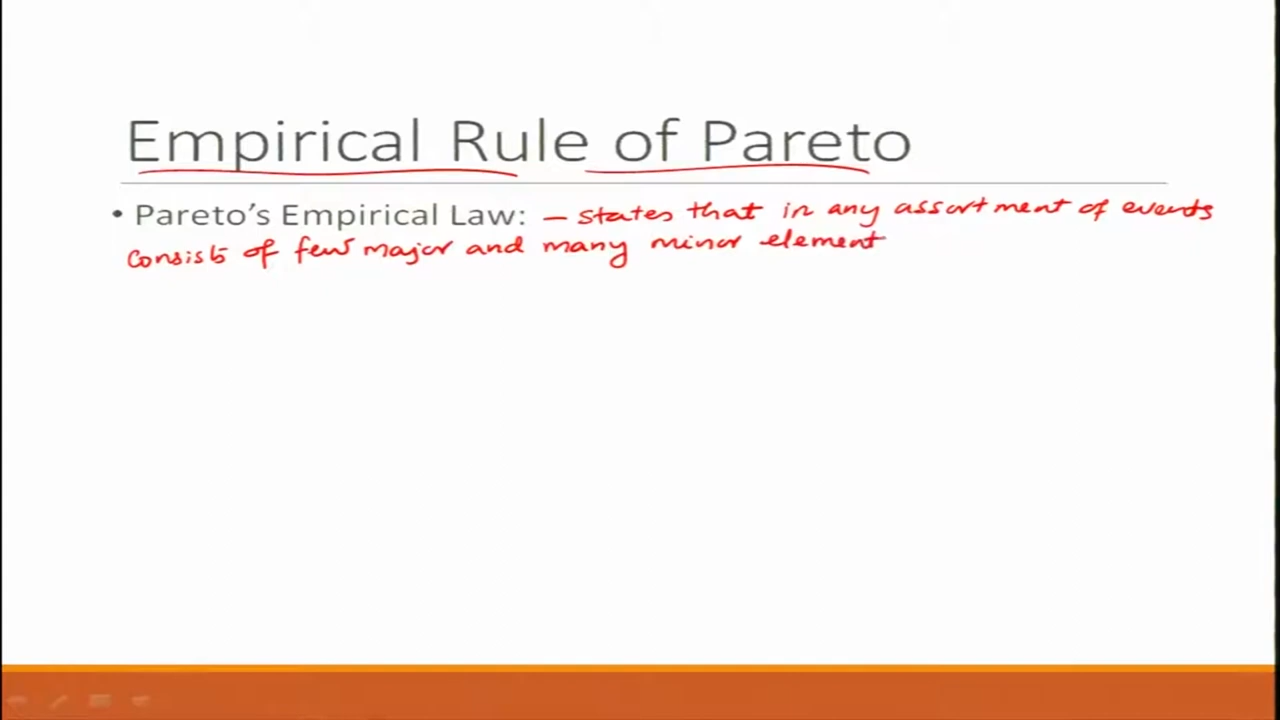 Empirical Rule of Pareto
• Pareto's Empirical Law: – states that in any assortment of events
consists of few major and many minor element